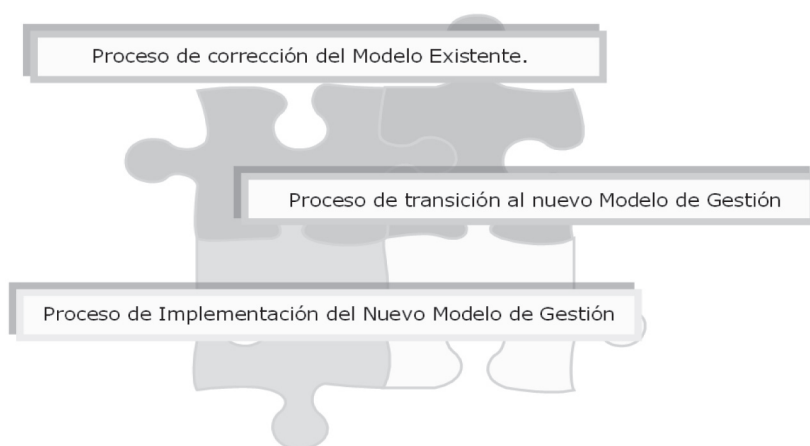 Proceso de corrección del Modelo Existente.
Proceso de transición al nuevo Modelo de Gestión
Proceso de Implementación del Nuevo Modelo de Gestión